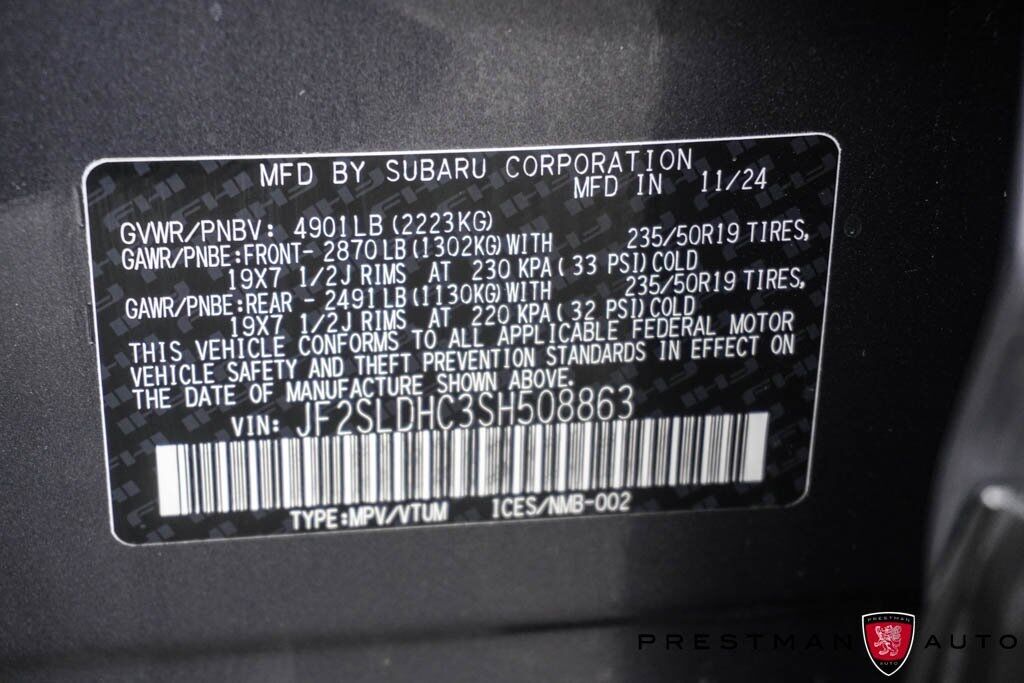 MFD BY SUBARU CORPORATION
MFD IN 11/24
GVWR/PNBV: 4901LB(2223KG)
GAWR/PNBE:FRONT- 2870LB(1302KG)WITH 235/50R19 TIRES,
19X7 1/2J RIMS AT 230 KPA( 33 PSI)COLD
GAWR/PNBE:REAR - 2491LB(1130KG)WITH 235/50R19 TIRES,
19X7 1/2J RIMS AT 220 KPA( 32 PSI)COLD
THIS VEHICLE CONFORMS TO ALL APPLICABLE FEDERAL MOTOR
VEHICLE SAFETY AND THEFT PREVENTION STANDARDS IN EFFECT ON
THE DATE OF MANUFACTURE SHOWN ABOVE.
VIN: JF2SLDHC3SH508863
TYPE:MPV/VTUM ICES/NMB-002
PRESTMAN AUTO
PRESTMAN
AUTO